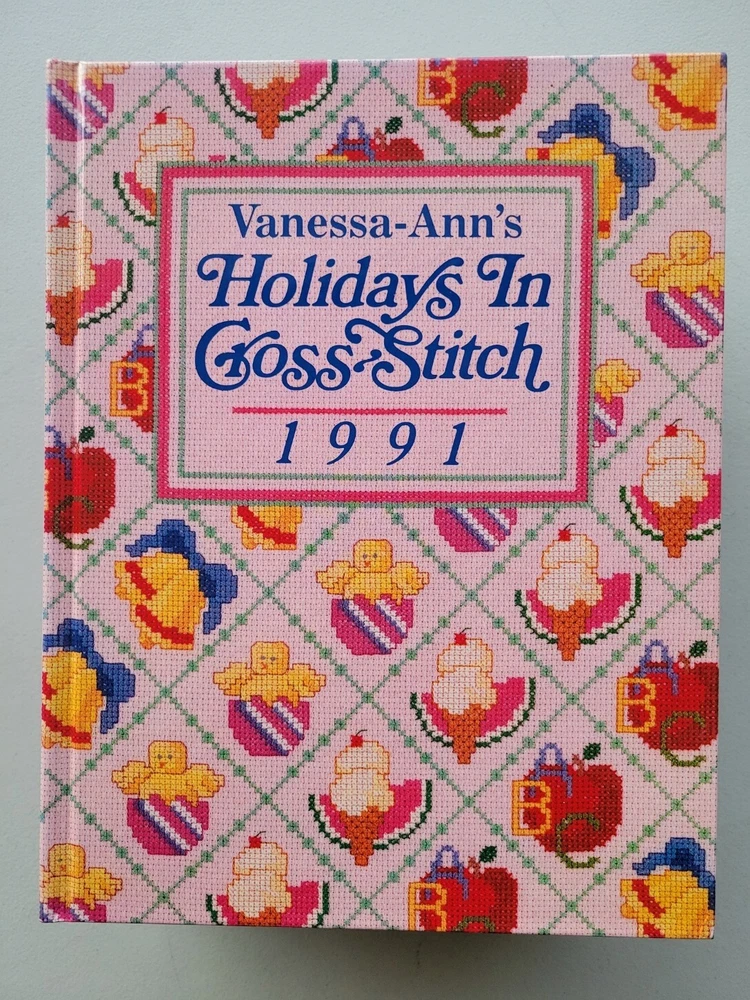 Vanessa-Ann's
Holidays In
Cross-Stitch
1991
A
B
C